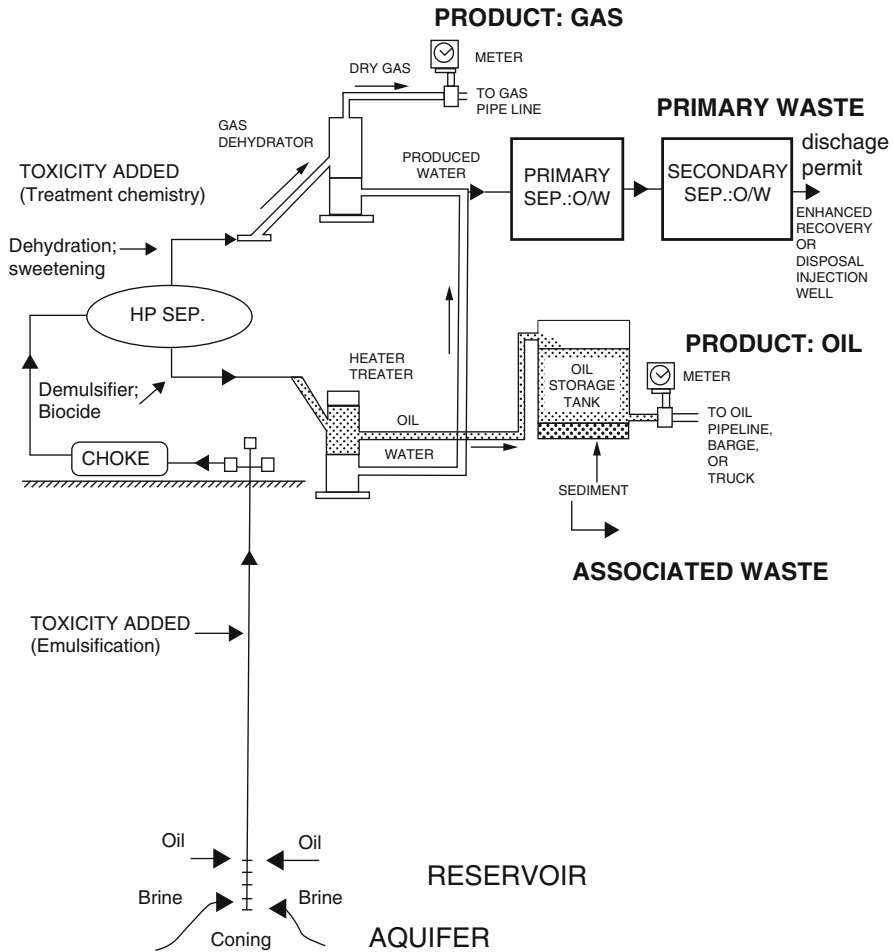 PRODUCT: GAS
METER
DRY GAS
TO GAS
PIPE LINE
GAS
DEHYDRATOR
PRIMARY WASTE
discharge
permit
PRODUCED
WATER
PRIMARY
SEP.:O/W
SECONDARY
SEP.:O/W
ENHANCED
RECOVERY
OR
DISPOSAL
INJECTION
WELL
TOXICITY ADDED
(Treatment chemistry)
Dehydration;
sweetening
HP SEP.
Demulsifier;
Biocide
CHOKE
HEATER
TREATER
OIL
WATER
OIL
STORAGE
TANK
PRODUCT: OIL
METER
TO OIL
PIPELINE,
BARGE,
OR
TRUCK
SEDIMENT
ASSOCIATED WASTE
TOXICITY ADDED
(Emulsification)
Oil
Oil
RESERVOIR
Brine
Brine
Coning
AQUIFER